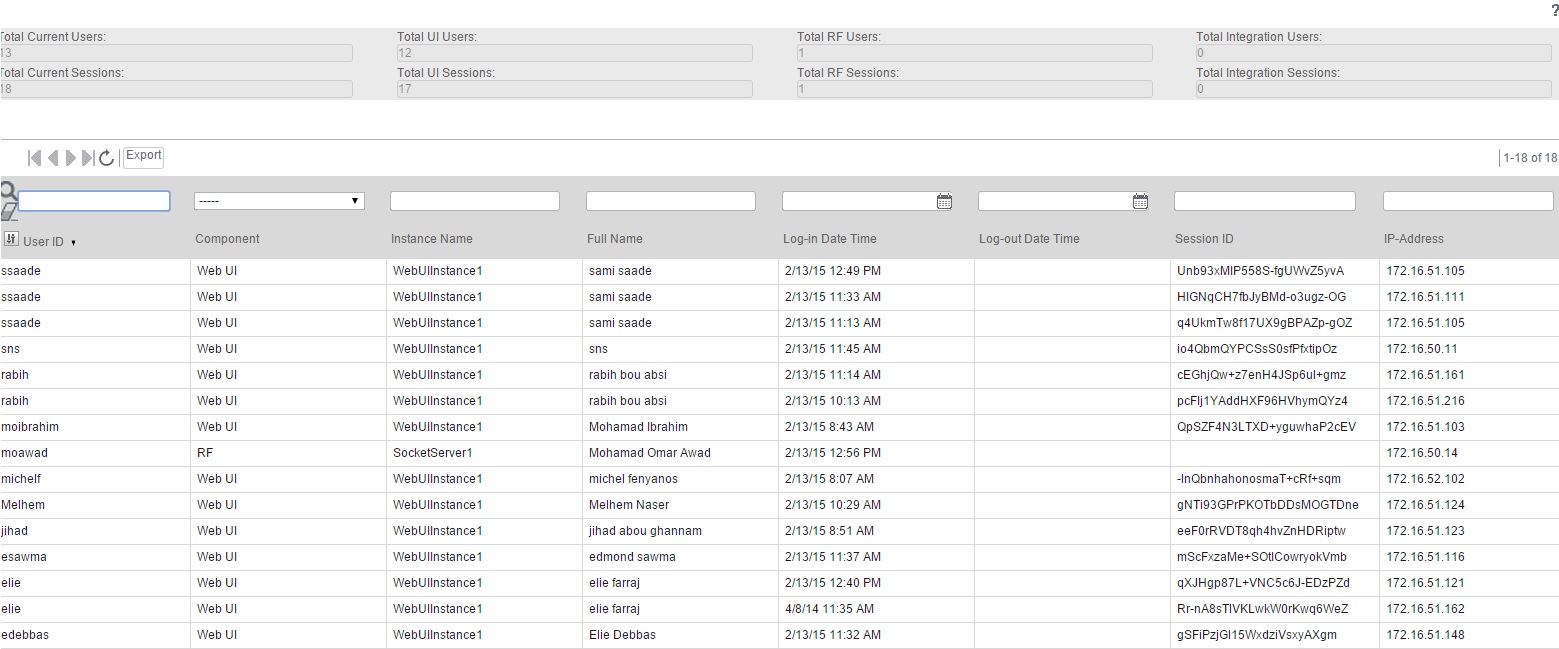 ?
Total Current Users: Total UI Users: Total RF Users: Total Integration Users:
13 12 1 0
Total Current Sessions: Total UI Sessions: Total RF Sessions: Total Integration Sessions:
18 17 1 0
Export 1-18 of 18
-----
User ID Component Instance Name Full Name Log-in Date Time Log-out Date Time Session ID IP-Address
ssaade Web UI WebUIInstance1 sami saade 2/13/15 12:49 PM Unb93xMIP558S-fgUWvZ5yvA 172.16.51.105
ssaade Web UI WebUIInstance1 sami saade 2/13/15 11:33 AM HIGNqCH7fbJyBMd-o3ugz-OG 172.16.51.111
ssaade Web UI WebUIInstance1 sami saade 2/13/15 11:13 AM q4UkmTw8f17UX9gBPAZp-gOZ 172.16.51.105
sns Web UI WebUIInstance1 sns 2/13/15 11:45 AM io4QbmQYPCSsS0sfPfxtipOz 172.16.50.11
rabih Web UI WebUIInstance1 rabih bou absi 2/13/15 11:14 AM cEGhjQw+z7enH4JSp6uI+gmz 172.16.51.161
rabih Web UI WebUIInstance1 rabih bou absi 2/13/15 10:13 AM pcFIj1YAddHXF96HVhymQYz4 172.16.51.216
moibrahim Web UI WebUIInstance1 Mohamad Ibrahim 2/13/15 8:43 AM QpSZF4N3LTXD+yguwhaP2cEV 172.16.51.103
moawad RF SocketServer1 Mohamad Omar Awad 2/13/15 12:56 PM 172.16.50.14
michelf Web UI WebUIInstance1 michel fenyanos 2/13/15 8:07 AM -InQbnhahonosmaT+cRf+sqm 172.16.52.102
Melhem Web UI WebUIInstance1 Melhem Naser 2/13/15 10:29 AM gNTi93GPrPKOTbDDsMOGTDne 172.16.51.124
jihad Web UI WebUIInstance1 jihad abou ghannam 2/13/15 8:51 AM eeF0rRVDT8qh4hvZnHDRiptw 172.16.51.123
esawma Web UI WebUIInstance1 edmond sawma 2/13/15 11:37 AM mScFxzaMe+SOtICowryokVmb 172.16.51.116
elie Web UI WebUIInstance1 elie farraj 2/13/15 12:40 PM qXJHgp87L+VNC5c6J-EDzPZd 172.16.51.121
elie Web UI WebUIInstance1 elie farraj 4/8/14 11:35 AM Rr-nA8sTIVKLwkW0rKwq6WeZ 172.16.51.162
edebbas Web UI WebUIInstance1 Elie Debbas 2/13/15 11:32 AM gSFiPzjGI15WxdziVsxyAXgm 172.16.51.148